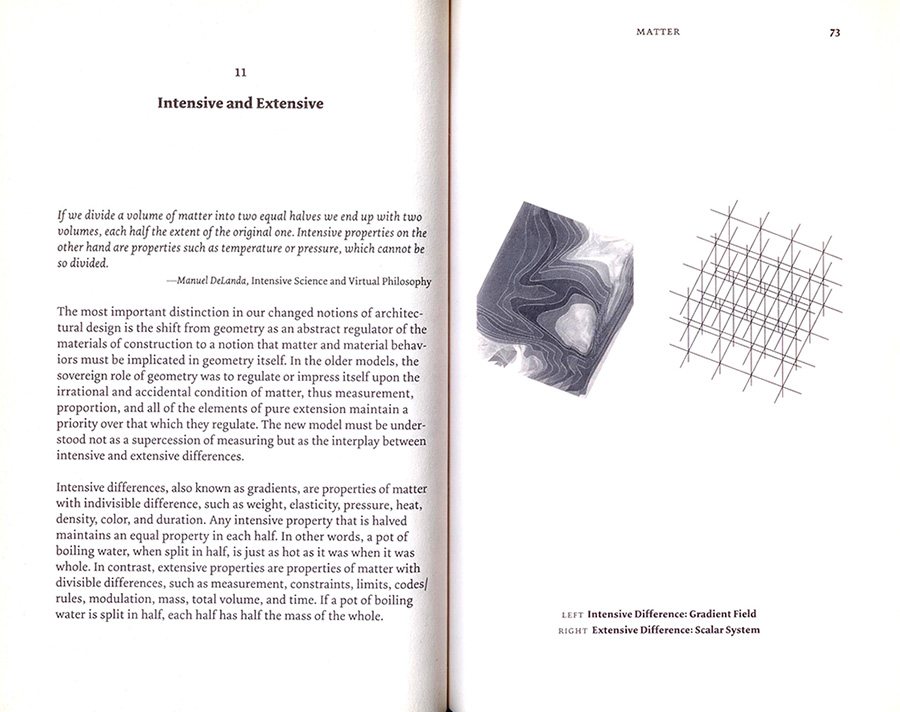 11
Intensive and Extensive
If we divide a volume of matter into two equal halves we end up with two
volumes, each half the extent of the original one. Intensive properties on the
other hand are properties such as temperature or pressure, which cannot be
so divided.
—Manuel DeLanda, Intensive Science and Virtual Philosophy
The most important distinction in our changed notions of architec-
tural design is the shift from geometry as an abstract regulator of the
materials of construction to a notion that matter and material behav-
iors must be implicated in geometry itself. In the older models, the
sovereign role of geometry was to regulate or impress itself upon the
irrational and accidental condition of matter, thus measurement,
proportion, and all of the elements of pure extension maintain a
priority over that which they regulate. The new model must be under-
stood not as a supercession of measuring but as the interplay between
intensive and extensive differences.
Intensive differences, also known as gradients, are properties of matter
with indivisible difference, such as weight, elasticity, pressure, heat,
density, color, and duration. Any intensive property that is halved
maintains an equal property in each half. In other words, a pot of
boiling water, when split in half, is just as hot as it was when it was
whole. In contrast, extensive properties are properties of matter with
divisible differences, such as measurement, constraints, limits, codes/
rules, modulation, mass, total volume, and time. If a pot of boiling
water is split in half, each half has half the mass of the whole.
MATTER 73
LEFT Intensive Difference: Gradient Field
RIGHT Extensive Difference: Scalar System